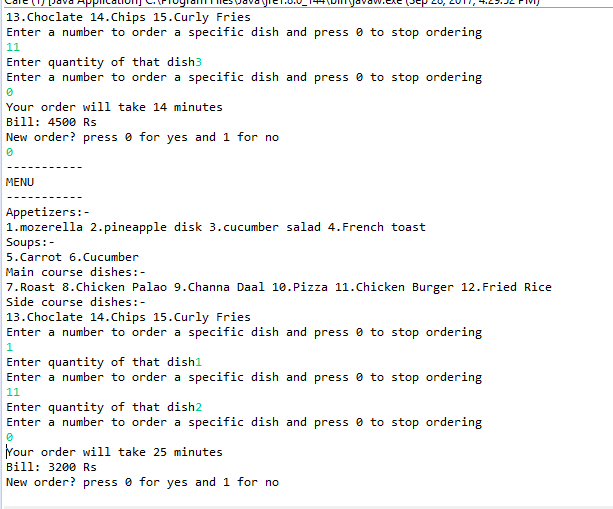 Cafe (1) [Java Application] C:\Program Files\Java\jre1.8.0_144\bin\javaw.exe (Sep 28, 2017, 4:29:52 PM)
13.Choclate 14.Chips 15.Curly Fries
Enter a number to order a specific dish and press 0 to stop ordering
11
Enter quantity of that dish3
Enter a number to order a specific dish and press 0 to stop ordering
0
Your order will take 14 minutes
Bill: 4500 Rs
New order? press 0 for yes and 1 for no
0
-----------
MENU
-----------
Appetizers:-
1.mozerella 2.pineapple disk 3.cucumber salad 4.French toast
Soups:-
5.Carrot 6.Cucumber
Main course dishes:-
7.Roast 8.Chicken Palao 9.Channa Daal 10.Pizza 11.Chicken Burger 12.Fried Rice
Side course dishes:-
13.Choclate 14.Chips 15.Curly Fries
Enter a number to order a specific dish and press 0 to stop ordering
1
Enter quantity of that dish1
Enter a number to order a specific dish and press 0 to stop ordering
11
Enter quantity of that dish2
Enter a number to order a specific dish and press 0 to stop ordering
0
Your order will take 25 minutes
Bill: 3200 Rs
New order? press 0 for yes and 1 for no